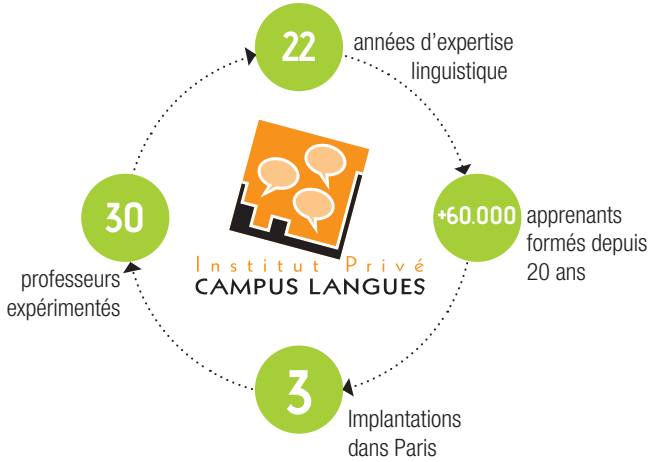 22
années d’expertise
linguistique
+60.000
apprenants
formés depuis
20 ans
3
Implantations
dans Paris
30
professeurs
expérimentés
Institut Privé
CAMPUS LANGUES